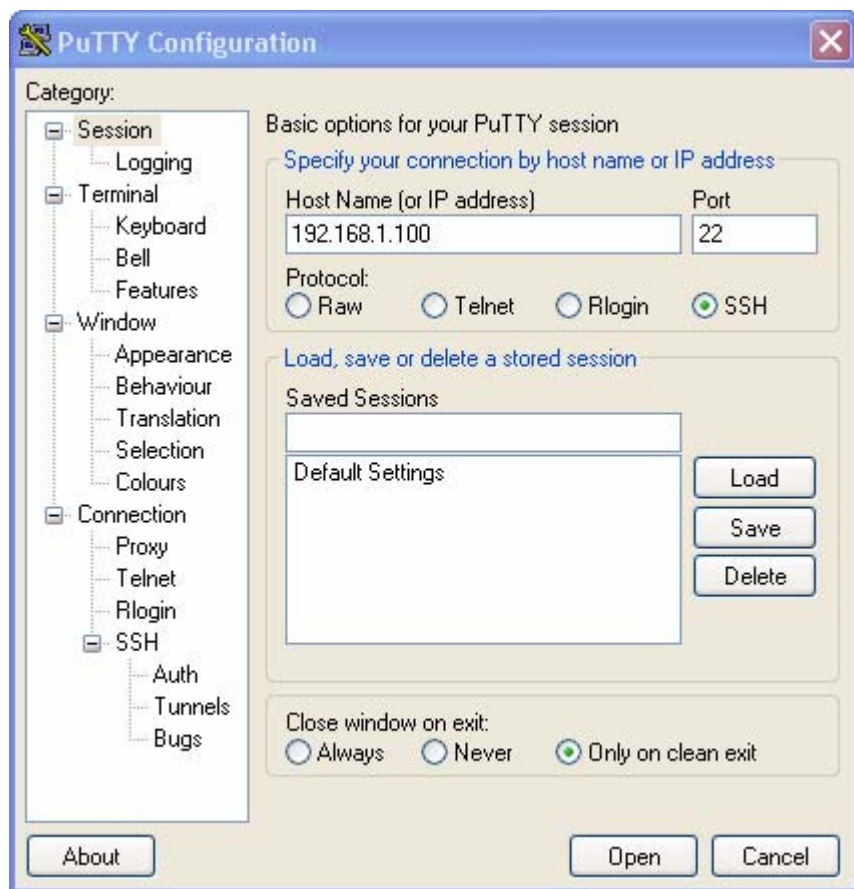 PuTTY Configuration
Category:
Session
Logging
Terminal
Keyboard
Bell
Features
Window
Appearance
Behaviour
Translation
Selection
Colours
Connection
Proxy
Telnet
Rlogin
SSH
Auth
Tunnels
Bugs
Basic options for your PuTTY session
Specify your connection by host name or IP address
Host Name (or IP address) Port
192.168.1.100 22
Protocol:
Raw Telnet Rlogin SSH
Load, save or delete a stored session
Saved Sessions
Default Settings
Load
Save
Delete
Close window on exit:
Always Never Only on clean exit
About Open Cancel